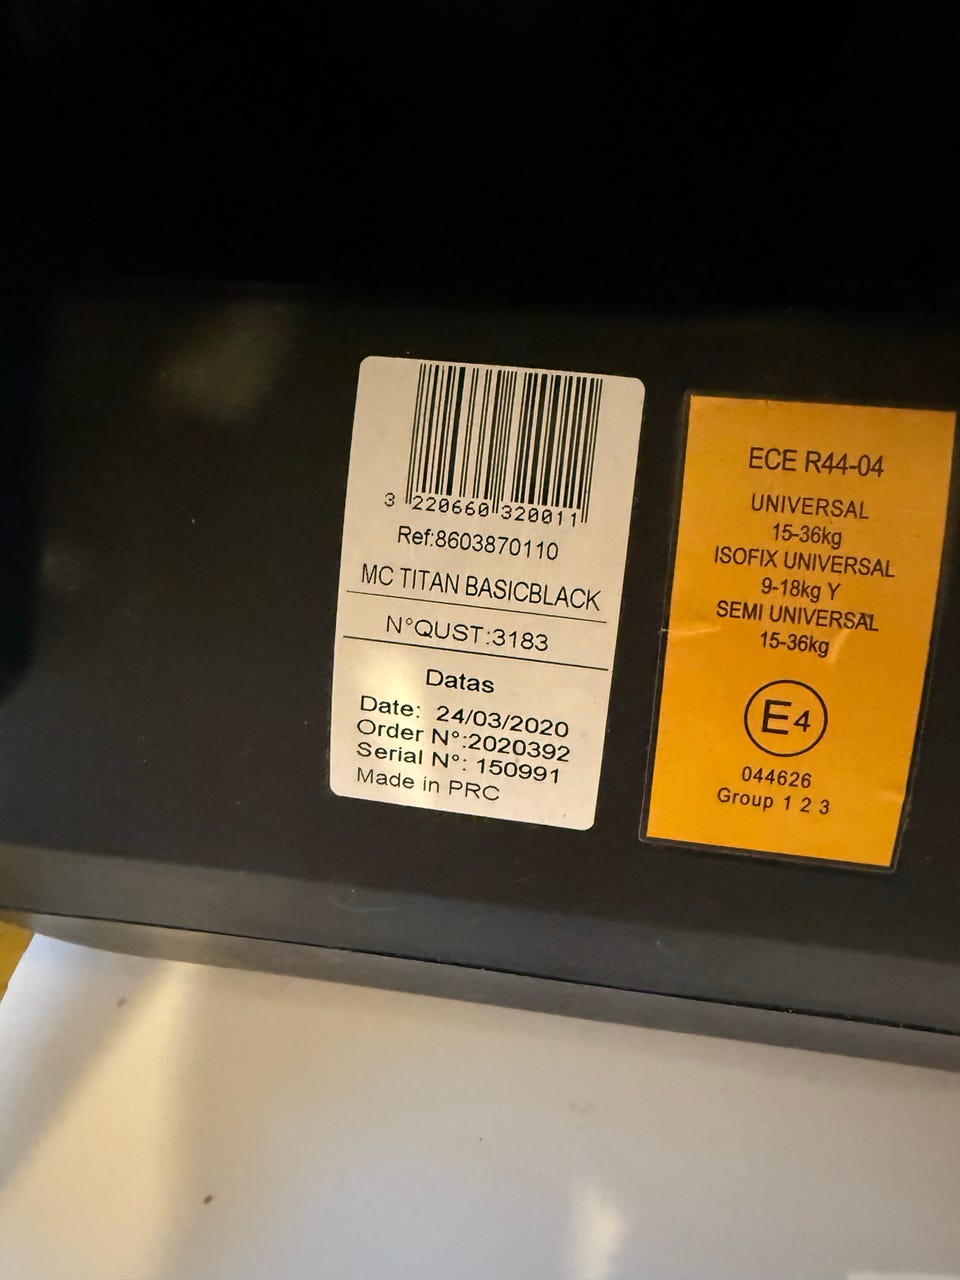 3 220660 320011
Ref:8603870110
MC TITAN BASICBLACK
N°QUST:3183
Datas
Date: 24/03/2020
Order N°:2020392
Serial N°: 150991
Made in PRC
ECE R44-04
UNIVERSAL
15-36kg
ISOFIX UNIVERSAL
9-18kg Y
SEMI UNIVERSAL
15-36kg
E4
044626
Group 1 2 3